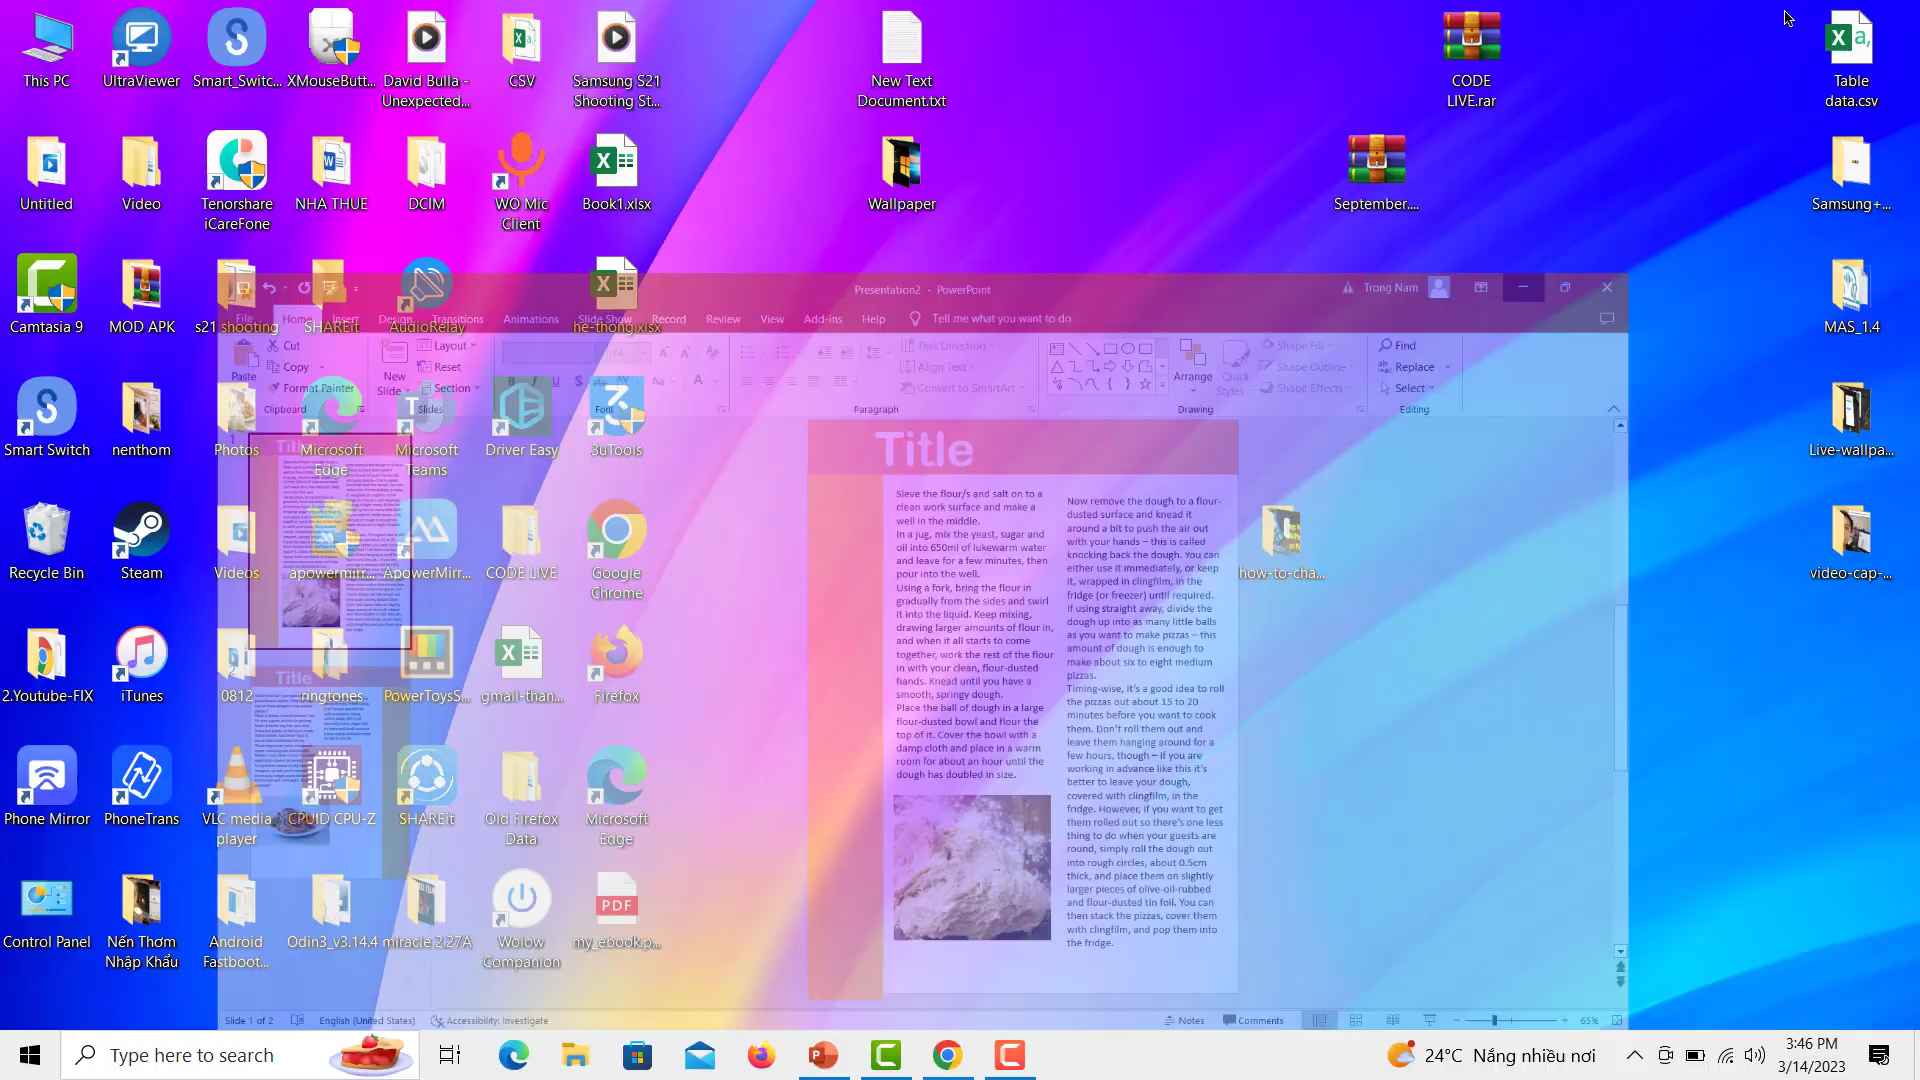 This PC
UltraViewer
Smart_Switc...
XMouseButt...
David Bulla -
Unexpected...
CSV
Samsung S21
Shooting St...
New Text
Document.txt
CODE
LIVE.rar
Table
data.csv
Untitled
Video
Tenorshare
iCareFone
NHA THUE
DCIM
WO Mic
Client
Book1.xlsx
Wallpaper
September....
Samsung+...
Camtasia 9
MOD APK
s21 shooting
SHAREit
AudioRelay
he-thong.xlsx
MAS_1.4
Presentation2 - PowerPoint
Trong Nam
File
Home
Insert
Design
Transitions
Animations
Slide Show
Record
Review
View
Add-ins
Help
Tell me what you want to do
Paste
Cut
Copy
Format Painter
Clipboard
New
Slide
Layout
Reset
Section
Slides
Font
Text Direction
Align Text
Convert to SmartArt
Paragraph
Arrange
Quick
Styles
Shape Fill
Shape Outline
Shape Effects
Drawing
Find
Replace
Select
Editing
Smart Switch
nenthom
Photos
Microsoft
Edge
Microsoft
Teams
Driver Easy
3uTools
Live-wallpa...
Recycle Bin
Steam
Videos
apowermirr...
ApowerMirr...
CODE LIVE
Google
Chrome
how-to-cha...
video-cap-...
2.Youtube-FIX
iTunes
0812
ringtones
PowerToysS...
gmail-than...
Firefox
Phone Mirror
PhoneTrans
VLC media
player
CPUID CPU-Z
SHAREit
Old Firefox
Data
Microsoft
Edge
Control Panel
Nến Thơm
Nhập Khẩu
Android
Fastboot...
Odin3_v3.14.4
miracle 2.27A
Wolow
Companion
my_ebook.p...
1
Title
2
Title
Title
Sieve the flour/s and salt on to a
clean work surface and make a
well in the middle.
In a jug, mix the yeast, sugar and
oil into 650ml of lukewarm water
and leave for a few minutes, then
pour into the well.
Using a fork, bring the flour in
gradually from the sides and swirl
it into the liquid. Keep mixing,
drawing larger amounts of flour in,
and when it all starts to come
together, work the rest of the flour
in with your clean, flour-dusted
hands. Knead until you have a
smooth, springy dough.
Place the ball of dough in a large
flour-dusted bowl and flour the
top of it. Cover the bowl with a
damp cloth and place in a warm
room for about an hour until the
dough has doubled in size.
Now remove the dough to a flour-
dusted surface and knead it
around a bit to push the air out
with your hands – this is called
knocking back the dough. You can
either use it immediately, or keep
it, wrapped in clingfilm, in the
fridge (or freezer) until required.
If using straight away, divide the
dough up into as many little balls
as you want to make pizzas – this
amount of dough is enough to
make about six to eight medium
pizzas.
Timing-wise, it's a good idea to roll
the pizzas out about 15 to 20
minutes before you want to cook
them. Don't roll them out and
leave them hanging around for a
few hours, though – if you are
working in advance like this it's
better to leave your dough,
covered with clingfilm, in the
fridge. However, if you want to get
them rolled out so there's one less
thing to do when your guests are
round, simply roll the dough out
into rough circles, about 0.5cm
thick, and place them on slightly
larger pieces of olive-oil-rubbed
and flour-dusted tin foil. You can
then stack the pizzas, cover them
with clingfilm, and pop them into
the fridge.
Slide 1 of 2
English (United States)
Accessibility: Investigate
Notes
Comments
65%
Type here to search
24°C Nắng nhiều nơi
3:46 PM
3/14/2023